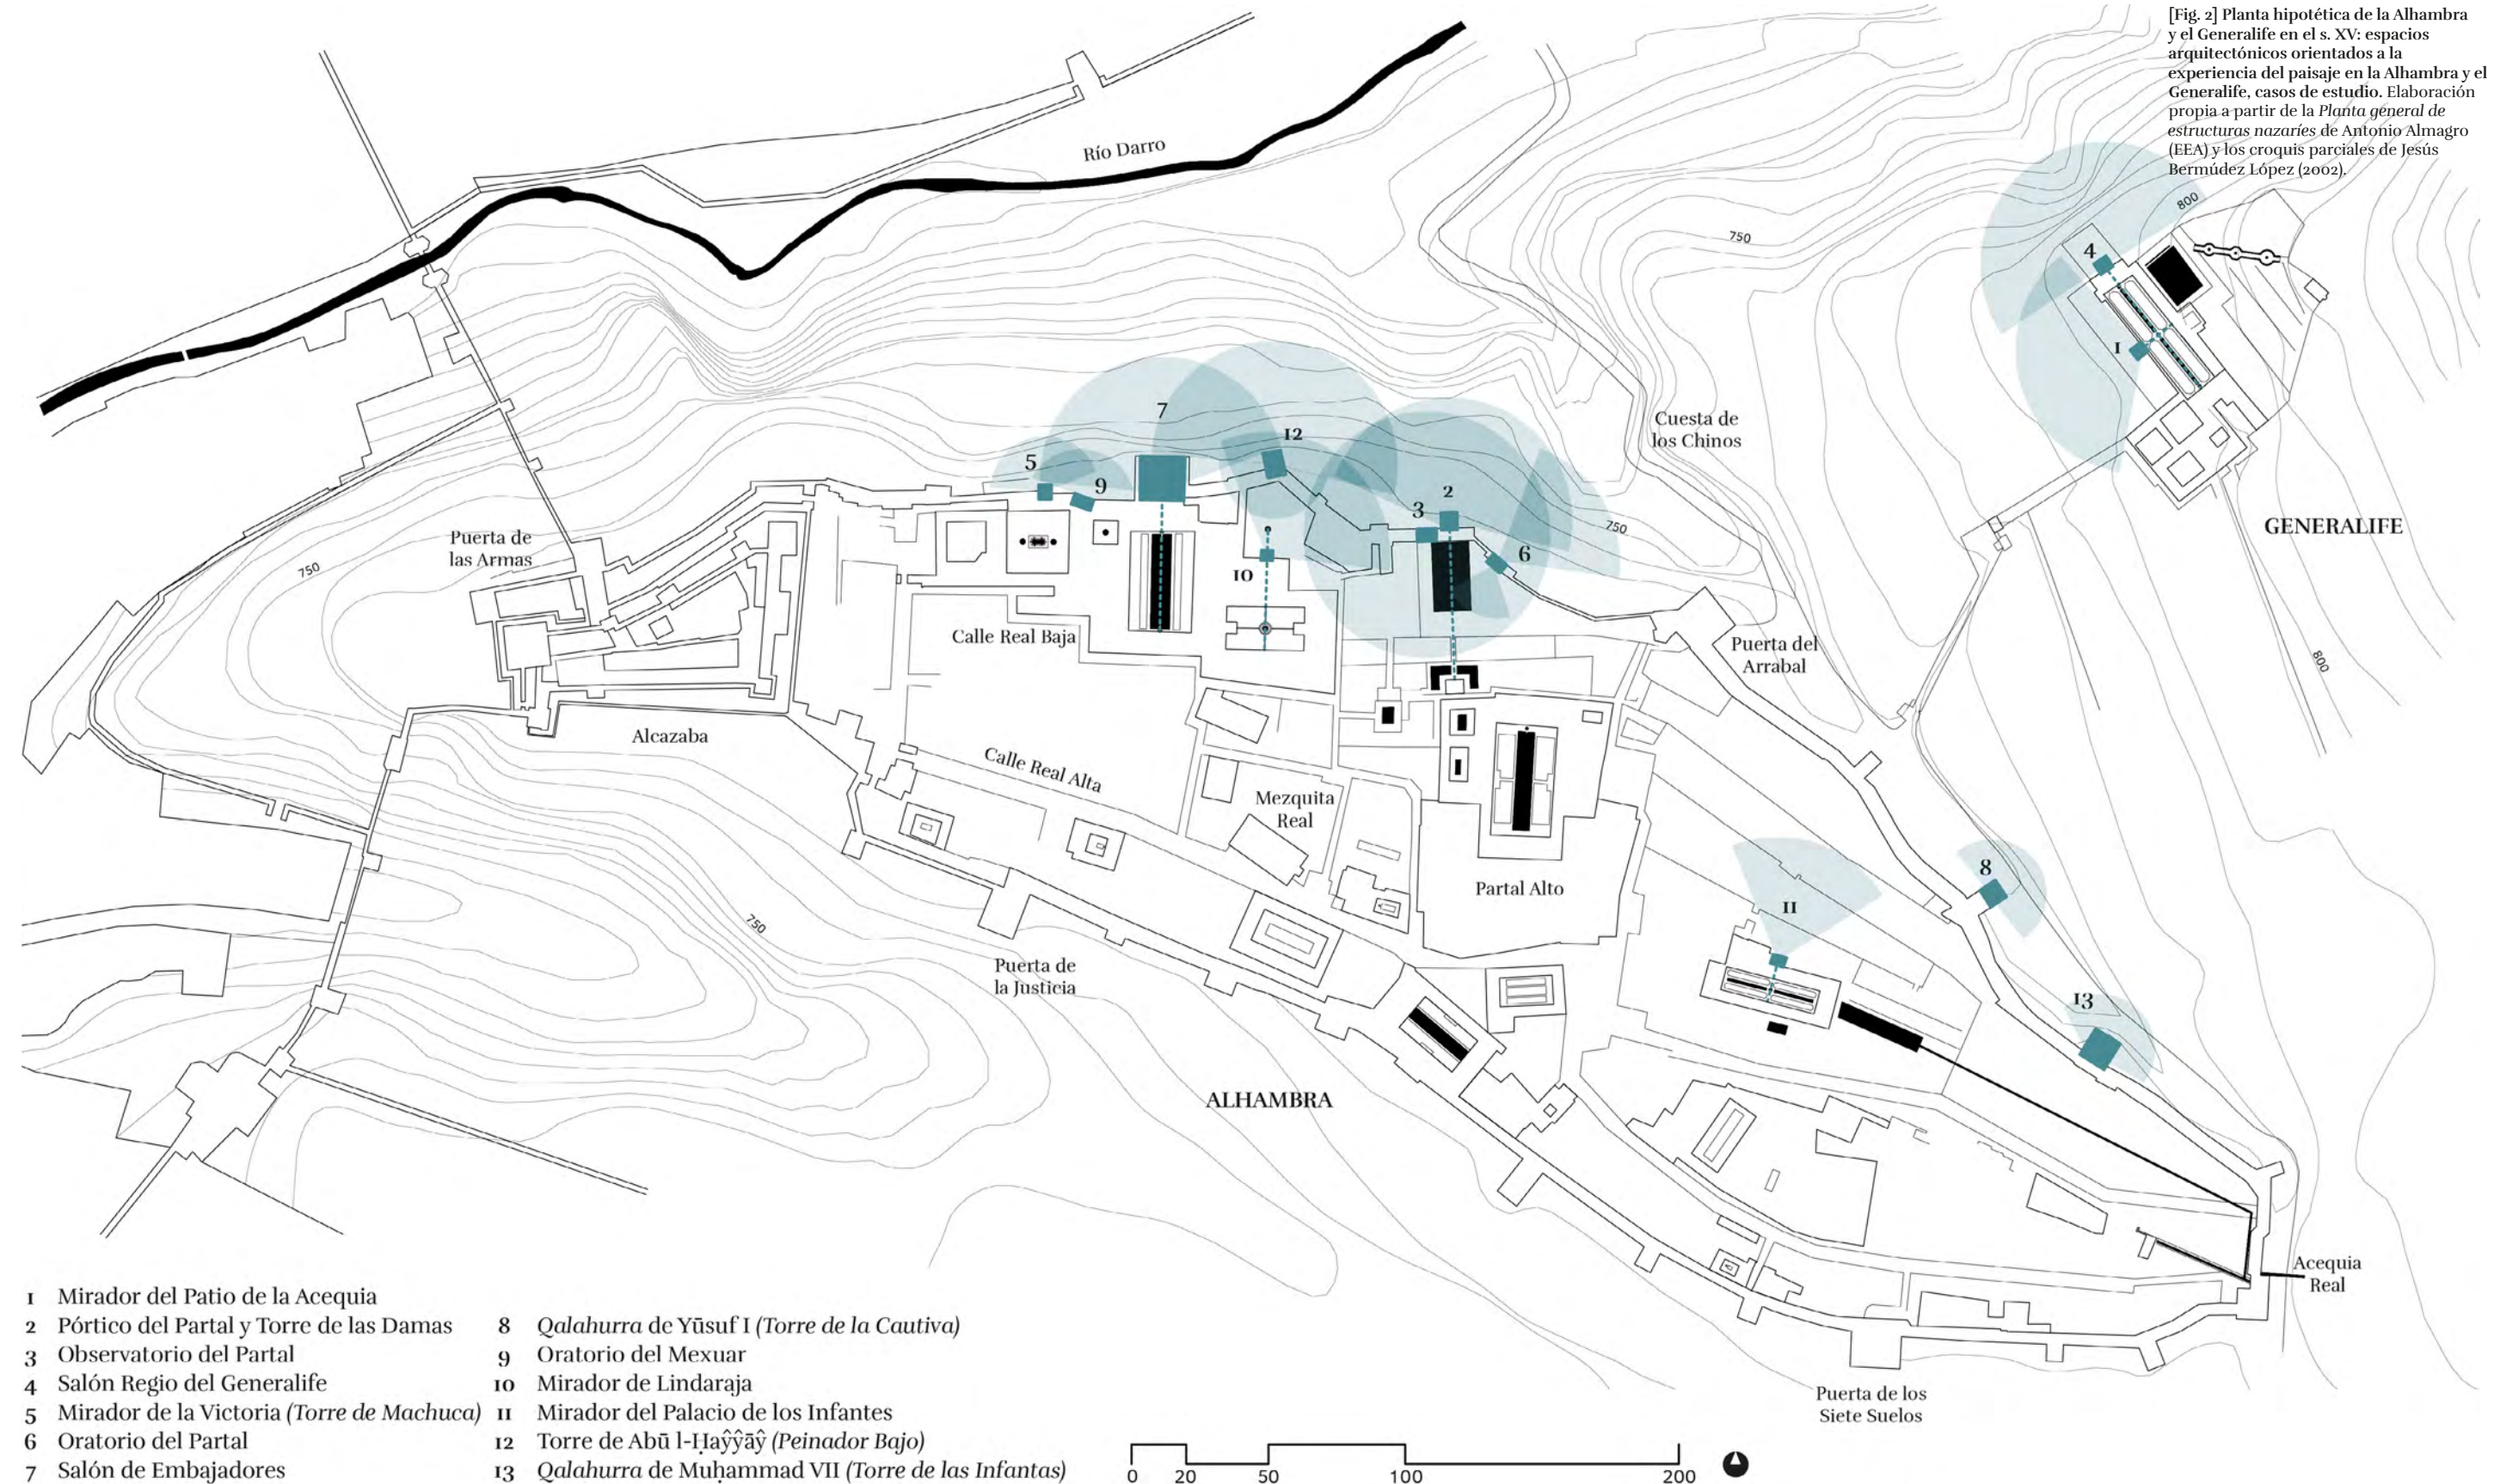 [Fig. 2] Planta hipotética de la Alhambra
y el Generalife en el s. XV: espacios
arquitectónicos orientados a la
experiencia del paisaje en la Alhambra y el
Generalife, casos de estudio. Elaboración
propia a partir de la Planta general de
estructuras nazaríes de Antonio Almagro
(EEA) y los croquis parciales de Jesús
Bermúdez López (2002).
Río Darro
800
750
4
1
7
12
5
9
Cuesta de
los Chinos
2
3
750
6
GENERALIFE
Puerta de
las Armas
750
10
Calle Real Baja
Puerta del
Arrabal
800
Alcazaba
Calle Real Alta
Mezquita
Real
8
Partal Alto
11
750
Puerta de
la Justicia
13
ALHAMBRA
Acequia
Real
Puerta de los
Siete Suelos
1 Mirador del Patio de la Acequia
2 Pórtico del Partal y Torre de las Damas
3 Observatorio del Partal
4 Salón Regio del Generalife
5 Mirador de la Victoria (Torre de Machuca)
6 Oratorio del Partal
7 Salón de Embajadores
8 Qalahurra de Yūsuf I (Torre de la Cautiva)
9 Oratorio del Mexuar
10 Mirador de Lindaraja
11 Mirador del Palacio de los Infantes
12 Torre de Abū l-Ḥaŷŷāŷ (Peinador Bajo)
13 Qalahurra de Muḥammad VII (Torre de las Infantas)
0 20 50 100 200